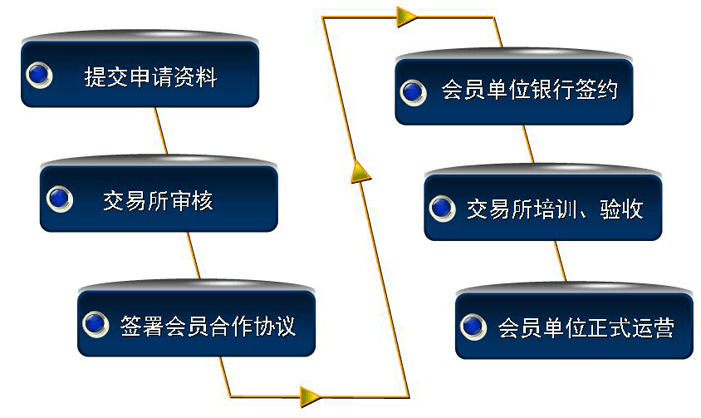 提交申请资料
交易所审核
签署会员合作协议
会员单位银行签约
交易所培训、验收
会员单位正式运营